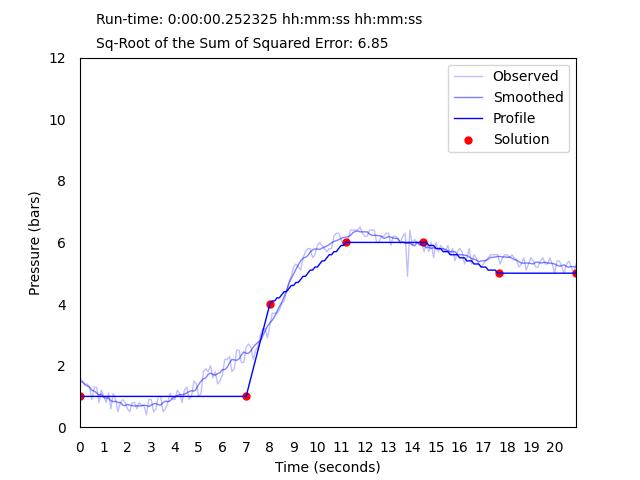 Run-time: 0:00:00.252325 hh:mm:ss hh:mm:ss
Sq-Root of the Sum of Squared Error: 6.85
Observed
Smoothed
Profile
Solution
12
10
8
6
4
2
0
Pressure (bars)
0 1 2 3 4 5 6 7 8 9 10 11 12 13 14 15 16 17 18 19 20
Time (seconds)